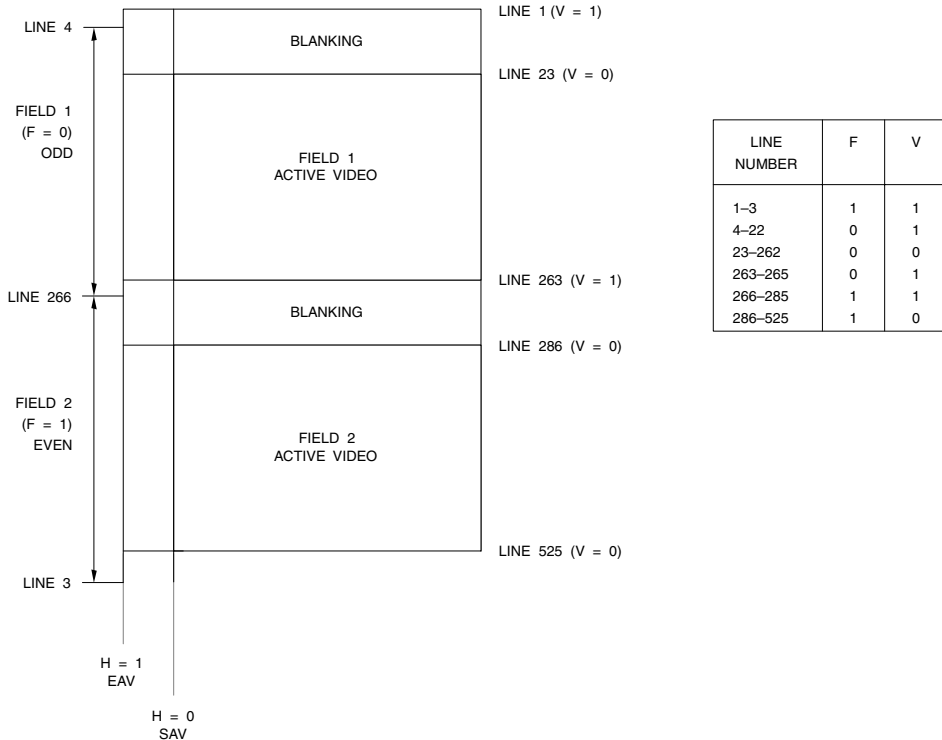 LINE 4
LINE 1 (V = 1)
BLANKING
LINE 23 (V = 0)
FIELD 1
(F = 0)
ODD
FIELD 1
ACTIVE VIDEO
LINE 263 (V = 1)
LINE 266
BLANKING
LINE 286 (V = 0)
FIELD 2
(F = 1)
EVEN
FIELD 2
ACTIVE VIDEO
LINE 525 (V = 0)
LINE 3
H = 1
EAV
H = 0
SAV
LINE NUMBER F V
1–3 1 1
4–22 0 1
23–262 0 0
263–265 0 1
266–285 1 1
286–525 1 0